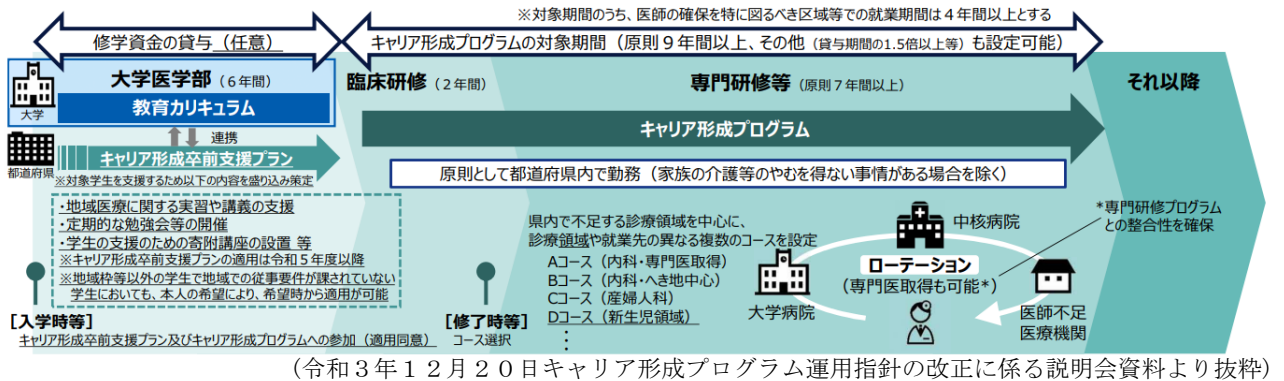 ※対象期間のうち、医師の確保を特に図るべき区域等での就業期間は４年間以上とする
修学資金の貸与（任意）
キャリア形成プログラムの対象期間（原則９年間以上、その他（貸与期間の1.5倍以上等）も設定可能）
大学
大学医学部（６年間）
教育カリキュラム
臨床研修（２年間）
専門研修等（原則７年間以上）
それ以降
連携
都道府県
キャリア形成卒前支援プラン
キャリア形成プログラム
※対象学生を支援するため以下の内容を盛り込み策定
原則として都道府県内で勤務（家族の介護等のやむを得ない事情がある場合を除く）
・地域医療に関する実習や講義の支援
・定期的な勉強会等の開催
・学生の支援のための寄附講座の設置 等
※キャリア形成卒前支援プランの適用は令和５年度以降
※地域枠等以外の学生で地域での従事要件が課されていない
学生においても、本人の希望により、希望時から適用が可能
県内で不足する診療領域を中心に、
診療領域や就業先の異なる複数のコースを設定
Aコース（内科・専門医取得）
Bコース（内科・へき地中心）
Cコース（産婦人科）
Dコース（新生児領域）
：
中核病院
*専門研修プログラム
との整合性を確保
ローテーション
（専門医取得も可能*）
大学病院
医師不足
医療機関
［入学時等］
キャリア形成卒前支援プラン及びキャリア形成プログラムへの参加（適用同意）
［修了時等］
コース選択
（令和３年１２月２０日キャリア形成プログラム運用指針の改正に係る説明会資料より抜粋）